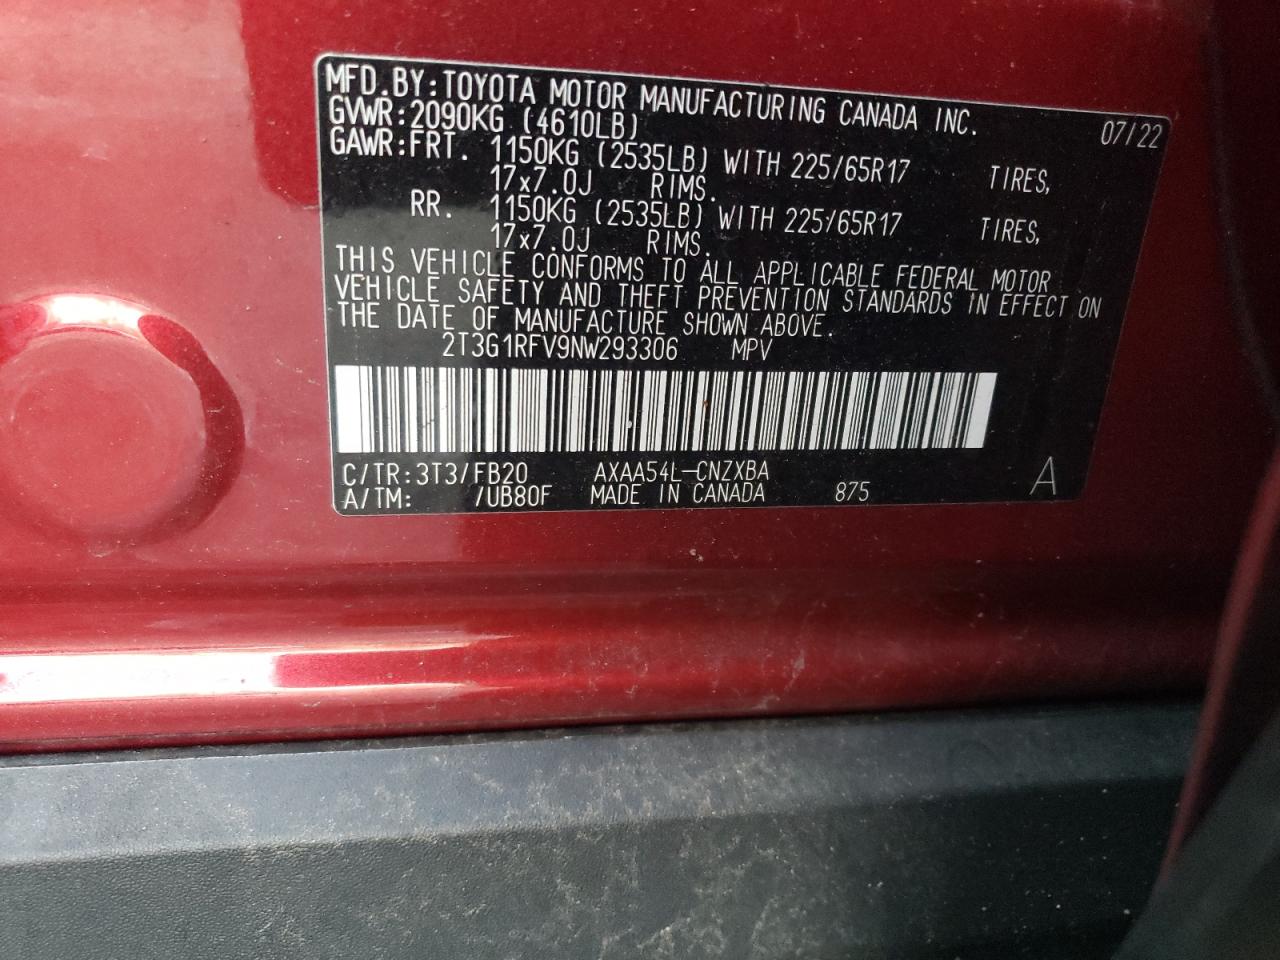 MFD.BY:TOYOTA MOTOR MANUFACTURING CANADA INC. 07/22
GVWR:2090KG (4610LB)
GAWR:FRT. 1150KG (2535LB) WITH 225/65R17 TIRES,
17x7.0J RIMS.
RR. 1150KG (2535LB) WITH 225/65R17 TIRES,
17x7.0J RIMS.
THIS VEHICLE CONFORMS TO ALL APPLICABLE FEDERAL MOTOR
VEHICLE SAFETY AND THEFT PREVENTION STANDARDS IN EFFECT ON
THE DATE OF MANUFACTURE SHOWN ABOVE.
2T3G1RFV9NW293306 MPV
C/TR:3T3/FB20 AXAA54L-CNZXBA
A/TM: /UB80F MADE IN CANADA 875 A